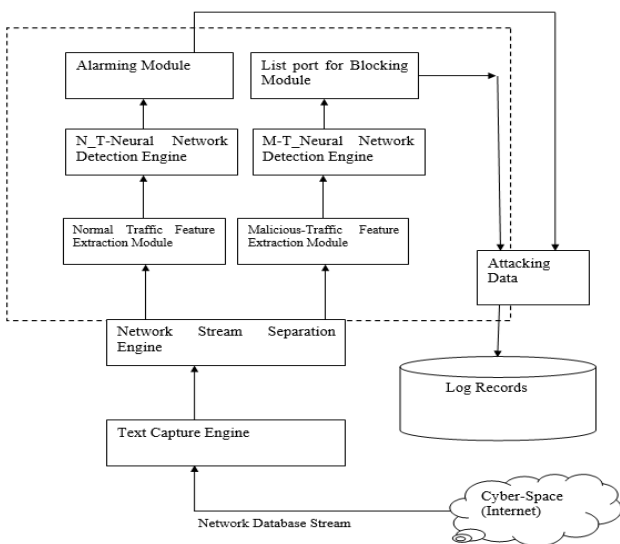 Alarming Module
List port for Blocking
Module
N_T-Neural Network
Detection Engine
M-T_Neural Network
Detection Engine
Normal Traffic Feature
Extraction Module
Malicious-Traffic Feature
Extraction Module
Attacking
Data
Network Stream Separation
Engine
Log Records
Text Capture Engine
Cyber-Space
(Internet)
Network Database Stream